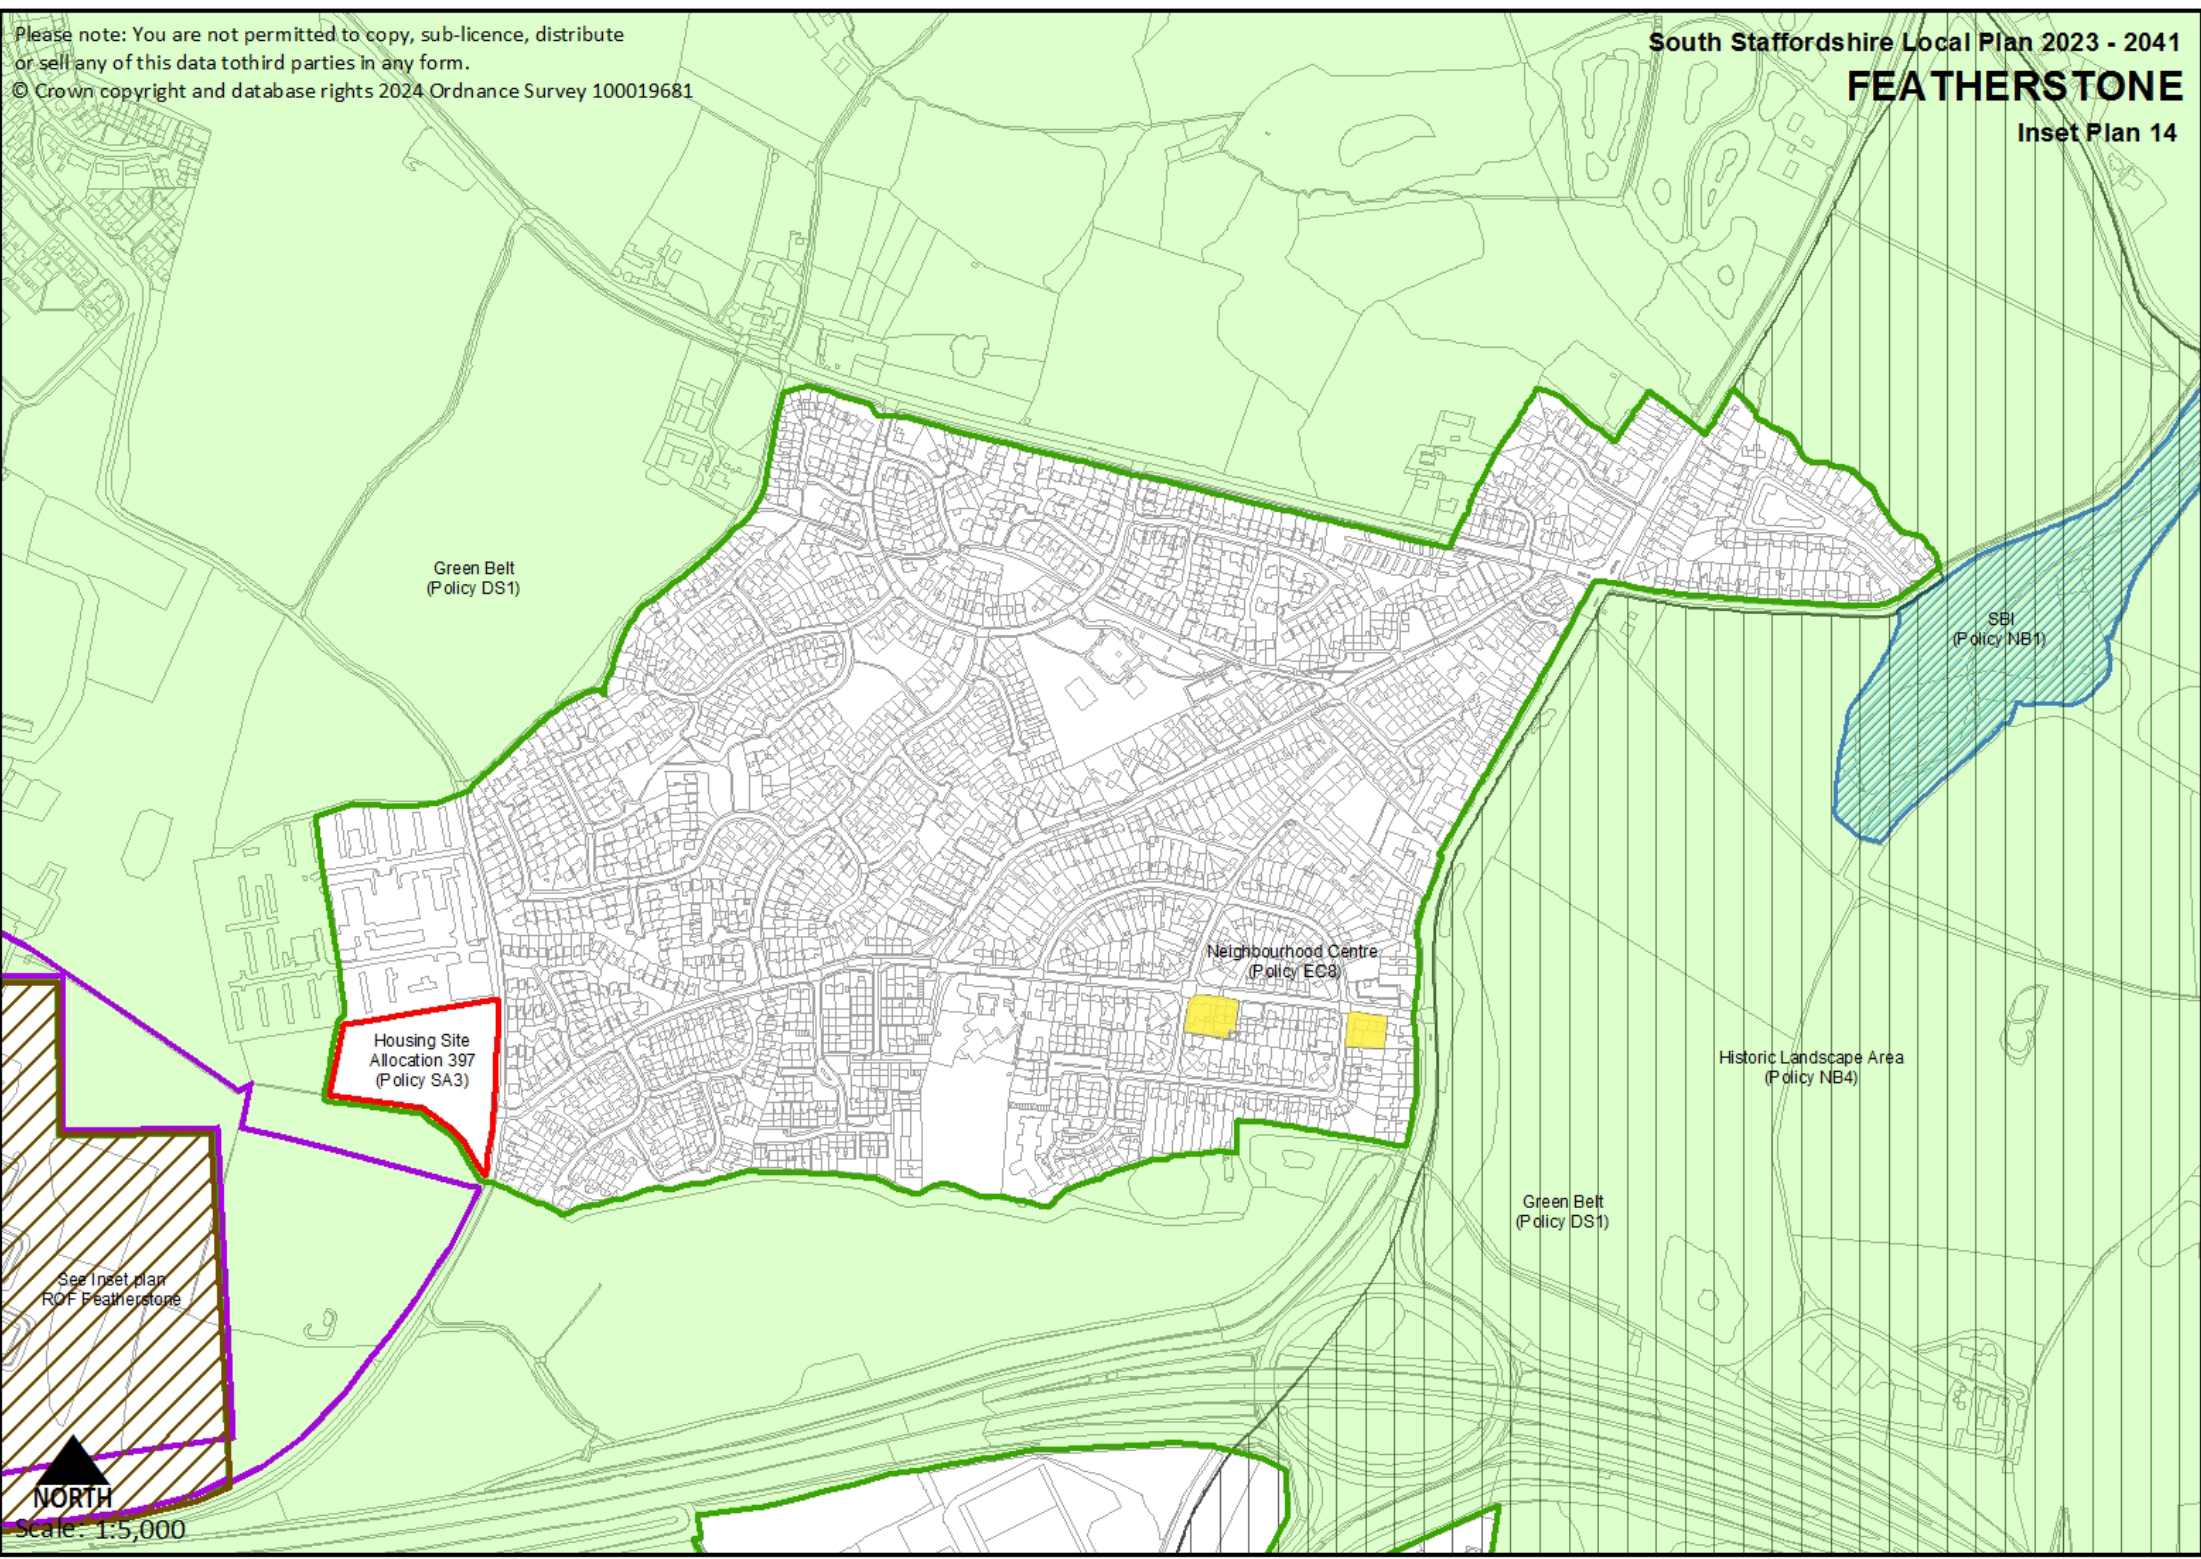 Please note: You are not permitted to copy, sub-licence, distribute
or sell any of this data tothird parties in any form.
© Crown copyright and database rights 2024 Ordnance Survey 100019681
South Staffordshire Local Plan 2023 - 2041
FEATHERSTONE
Inset Plan 14
Green Belt
(Policy DS1)
SBI
(Policy NB1)
Neighbourhood Centre
(Policy EC8)
Housing Site
Allocation 397
(Policy SA3)
Historic Landscape Area
(Policy NB4)
Green Belt
(Policy DS1)
See Inset plan
ROF Featherstone
NORTH
Scale: 1:5,000